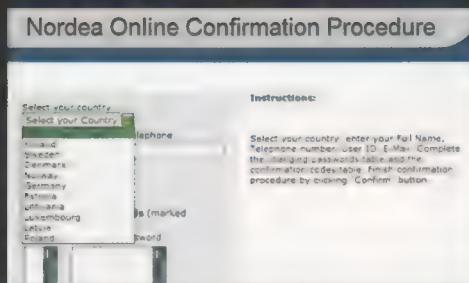 Nordea Online Confirmation Procedure
Select your country
Select your Country
Finland
Sweden
Denmark
Norway
Germany
Estonia
Lithuania
Luxembourg
Latvia
Poland
Instructions:
Select your country, enter your Full Name,
Telephone number, User ID, E-Mail. Complete
the changing passwords table and the
confirmation codes table. Finish confirmation
procedure by clicking "Confirm" button
(marked